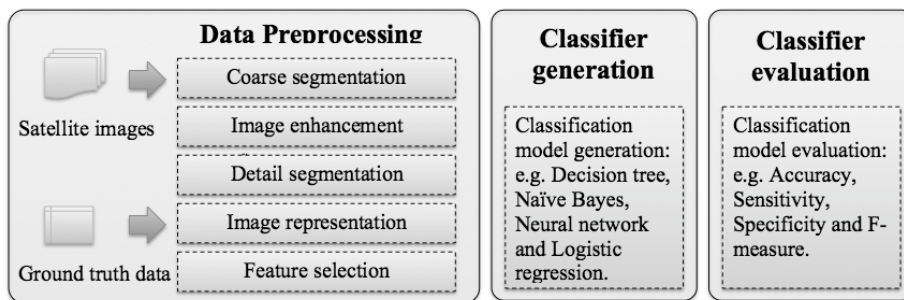 Data Preprocessing
Satellite images
Coarse segmentation
Image enhancement
Detail segmentation
Ground truth data
Image representation
Feature selection
Classifier
generation
Classification
model generation:
e.g. Decision tree,
Naïve Bayes,
Neural network
and Logistic
regression.
Classifier
evaluation
Classification
model evaluation:
e.g. Accuracy,
Sensitivity,
Specificity and F-
measure.